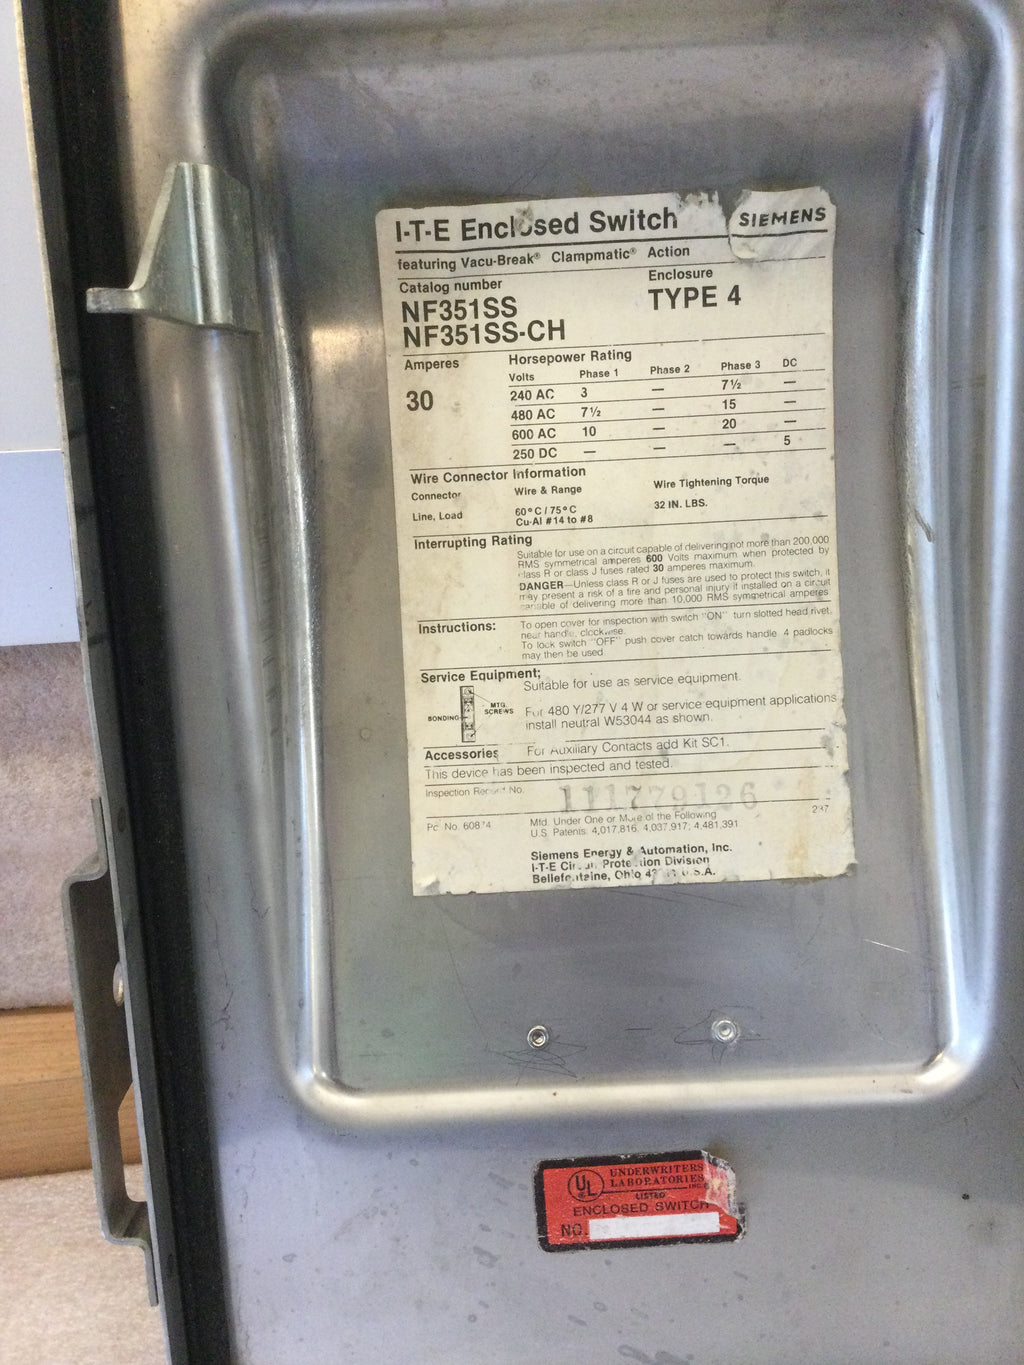 I-T-E Enclosed Switch
SIEMENS
featuring Vacu-Break® Clampmatic® Action
Catalog number
Enclosure
NF351SS
TYPE 4
NF351SS-CH
Amperes
Horsepower Rating
Volts Phase 1 Phase 2 Phase 3 DC
30
240 AC 3 — 7½ —
480 AC 7½ — 15 —
600 AC 10 — 20 —
250 DC — — — 5
Wire Connector Information
Connector Wire & Range Wire Tightening Torque
Line, Load 60°C / 75°C 32 IN. LBS.
Cu-Al #14 to #8
Interrupting Rating
Suitable for use on a circuit capable of delivering not more than 200,000
RMS symmetrical amperes 600 Volts maximum when protected by
class R or class J fuses rated 30 amperes maximum.
DANGER—Unless class R or J fuses are used to protect this switch, it
may present a risk of a fire and personal injury if installed on a circuit
capable of delivering more than 10,000 RMS symmetrical amperes
Instructions:
To open cover for inspection with switch "ON" turn slotted head rivet,
near handle, clockwise.
To lock switch "OFF" push cover catch towards handle. 4 padlocks
may then be used
Service Equipment;
Suitable for use as service equipment.
MTG.
SCREWS
BONDING
For 480 Y/277 V 4 W or service equipment applications
install neutral W53044 as shown.
Accessories For Auxiliary Contacts add Kit SC1.
This device has been inspected and tested.
Inspection Record No. 111779126
Pc. No. Mfd. Under One or More of the Following
U.S. Patents. 4,017,816, 4,037,917; 4,481,391
Siemens Energy & Automation, Inc.
I-T-E Circuit Protection Division
Bellefontaine, Ohio U.S.A.
UL
UNDERWRITERS
LABORATORIES INC.
LISTED
ENCLOSED SWITCH
NO.